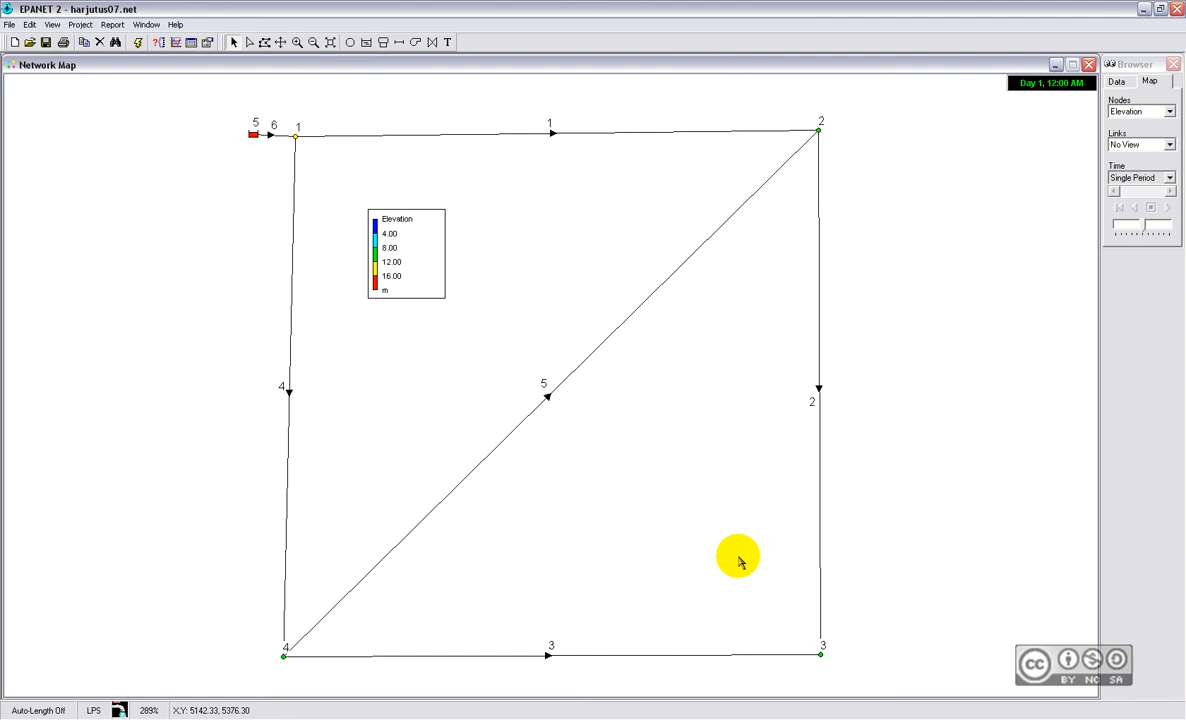 EPANET 2 - harjutus07.net
File Edit View Project Report Window Help
T
Network Map
Browser
Day 1, 12:00 AM
Data Map
Nodes
Elevation
Links
No View
Time
Single Period
5 6 1 1 2
Elevation
4.00
8.00
12.00
16.00
m
4 5 2
4 3 3
cc
BY NC SA
Auto-Length Off LPS 289% X,Y: 5142.33, 5376.30